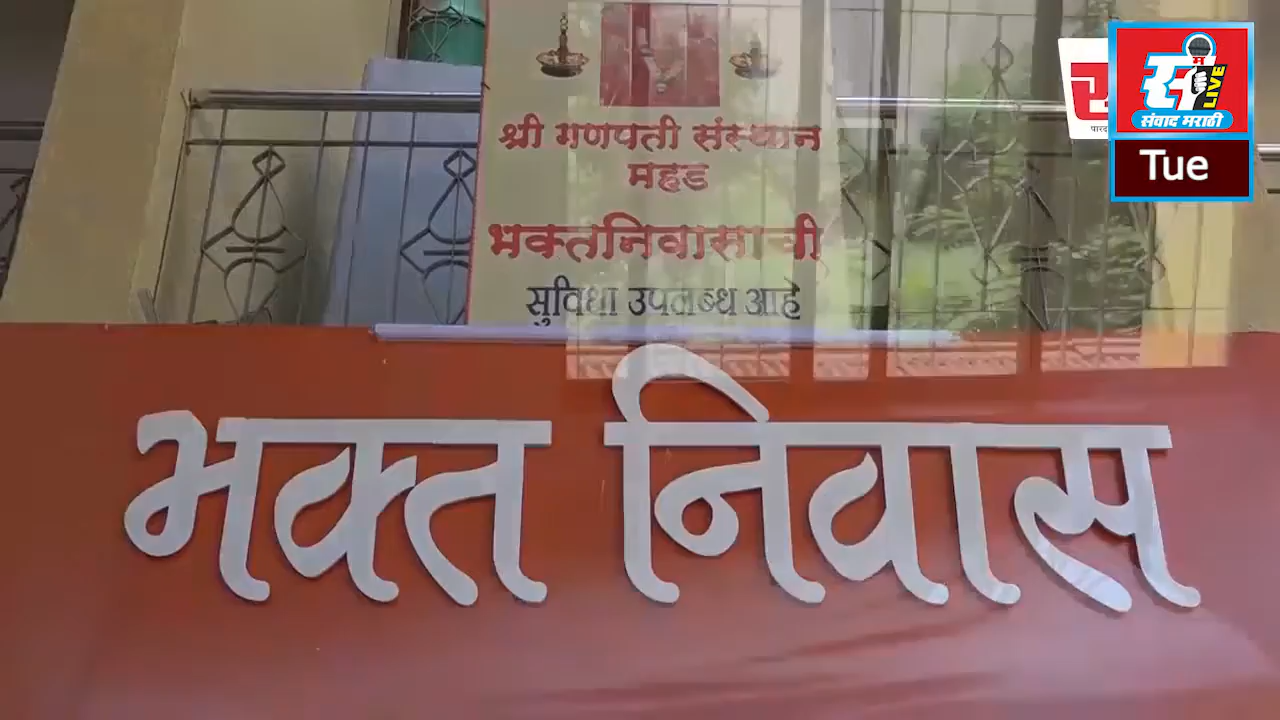 श्री गणपती संस्थान
महड
भक्तनिवासाची
सुविधा उपलब्ध आहे
भक्त निवास
स
म
LIVE
संवाद मराठी
Tue